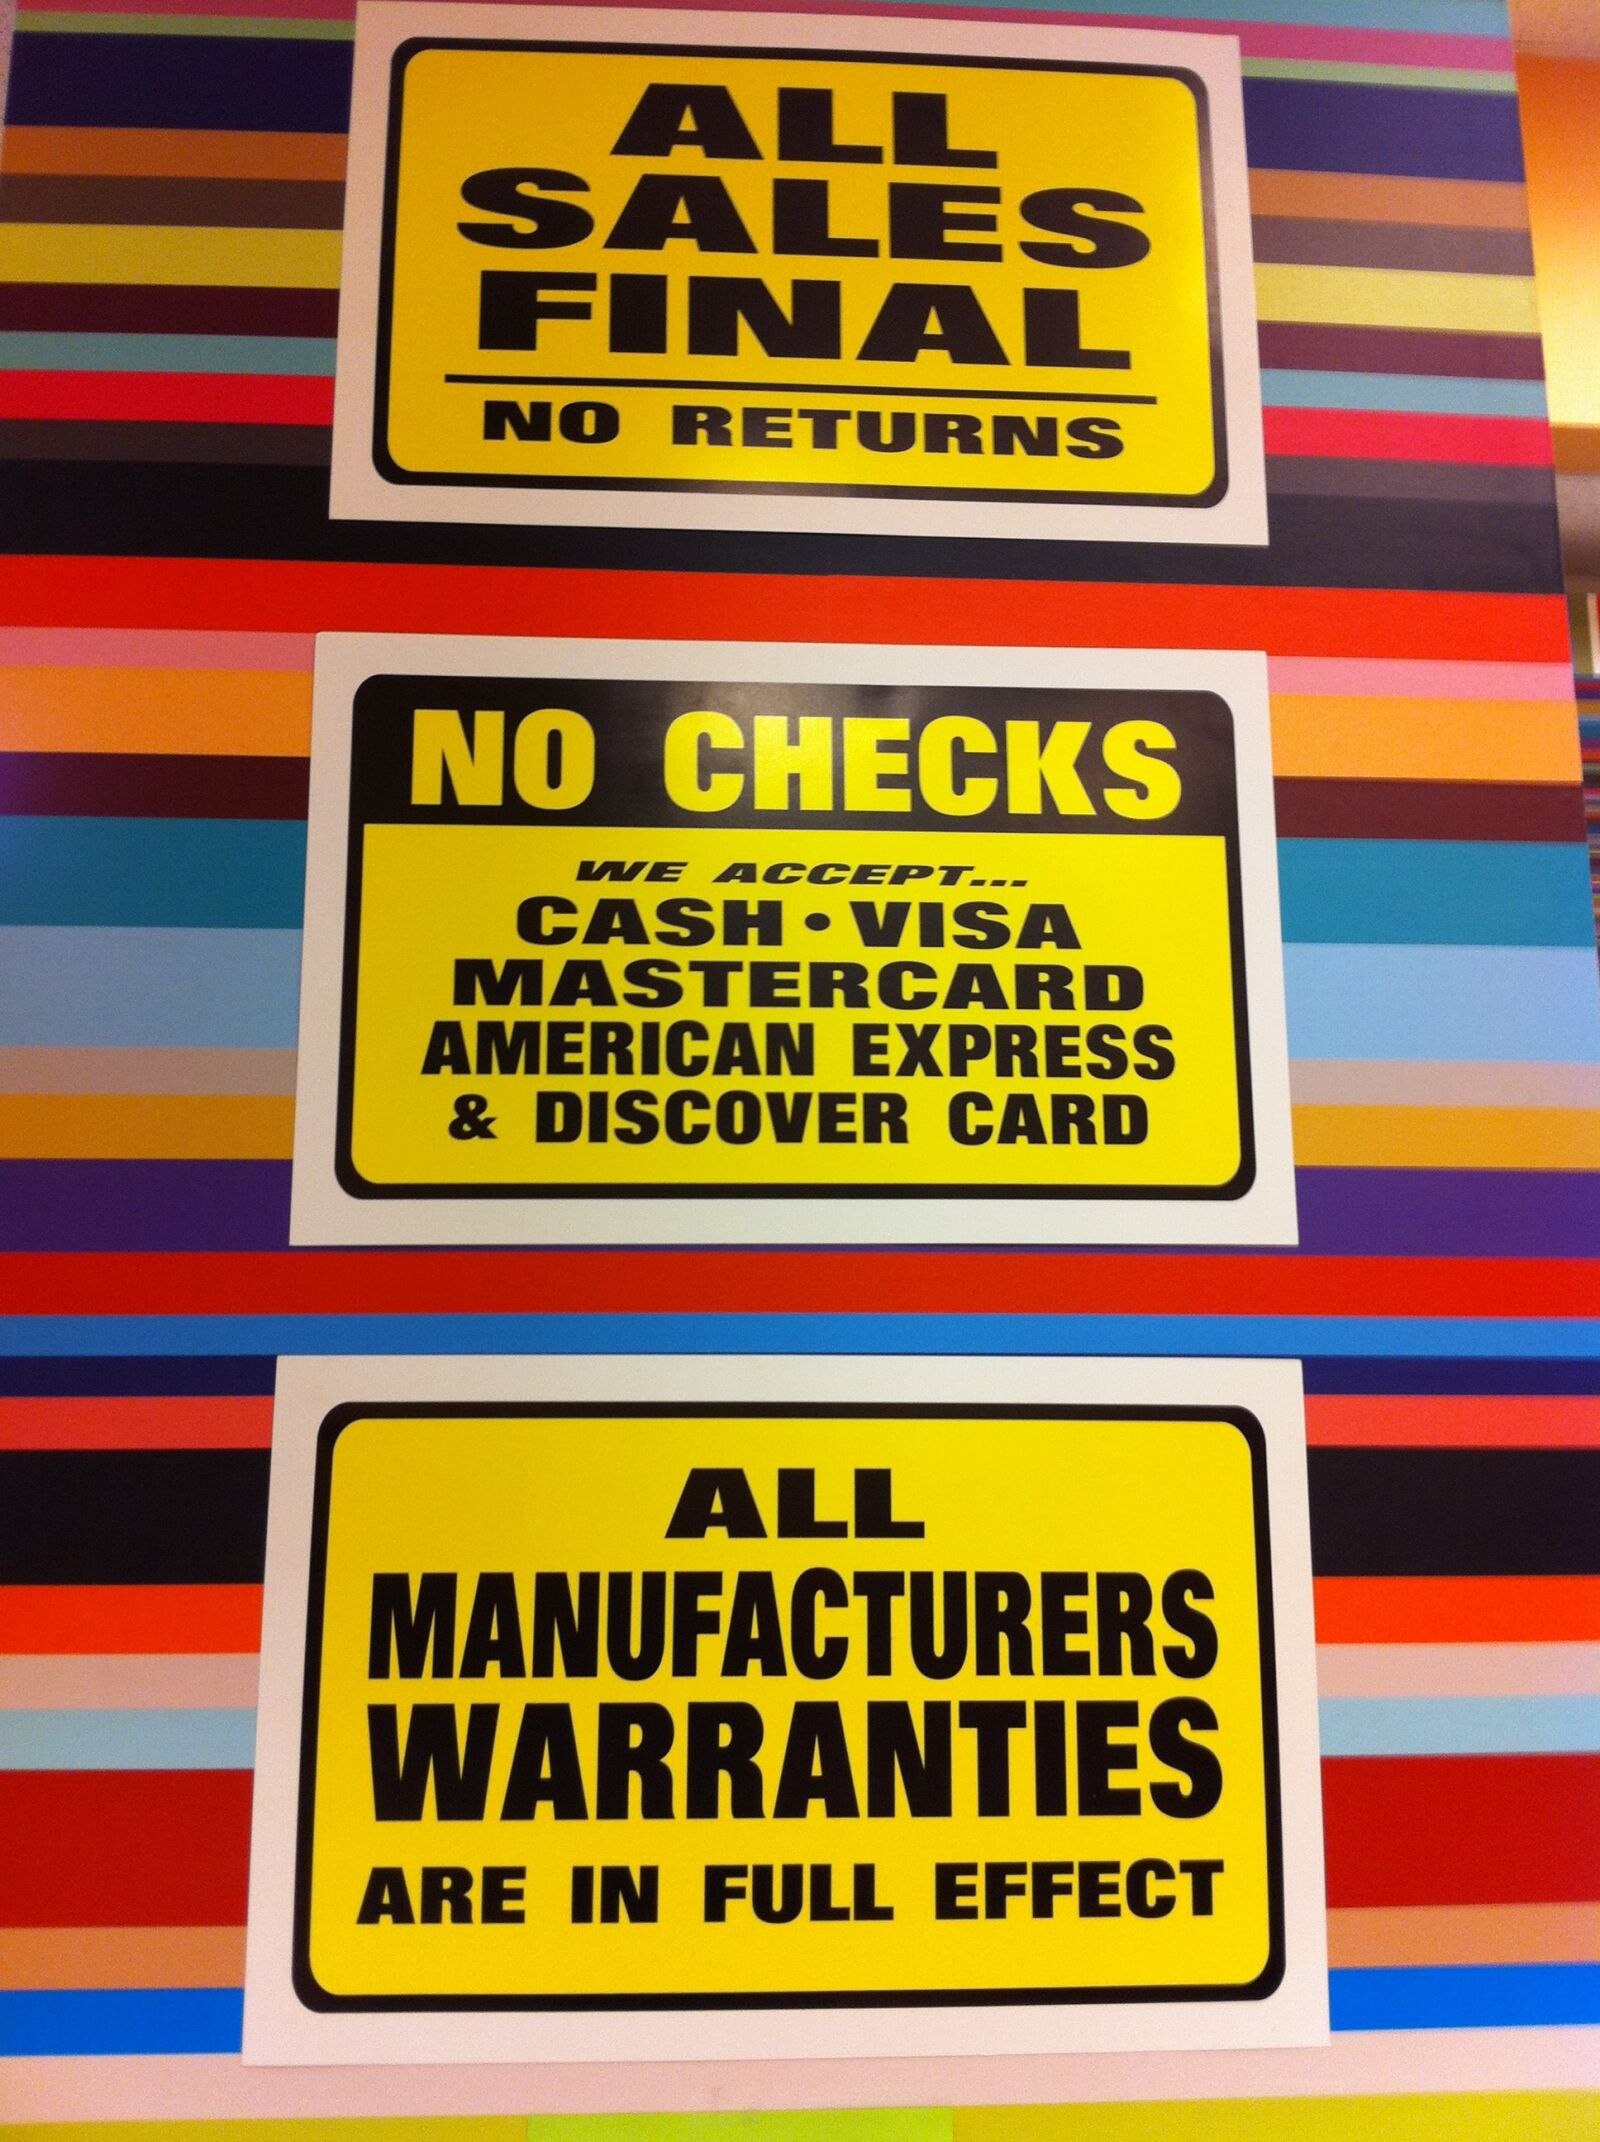 ALL
SALES
FINAL
NO RETURNS
NO CHECKS
WE ACCEPT...
CASH • VISA
MASTERCARD
AMERICAN EXPRESS
& DISCOVER CARD
ALL
MANUFACTURERS
WARRANTIES
ARE IN FULL EFFECT